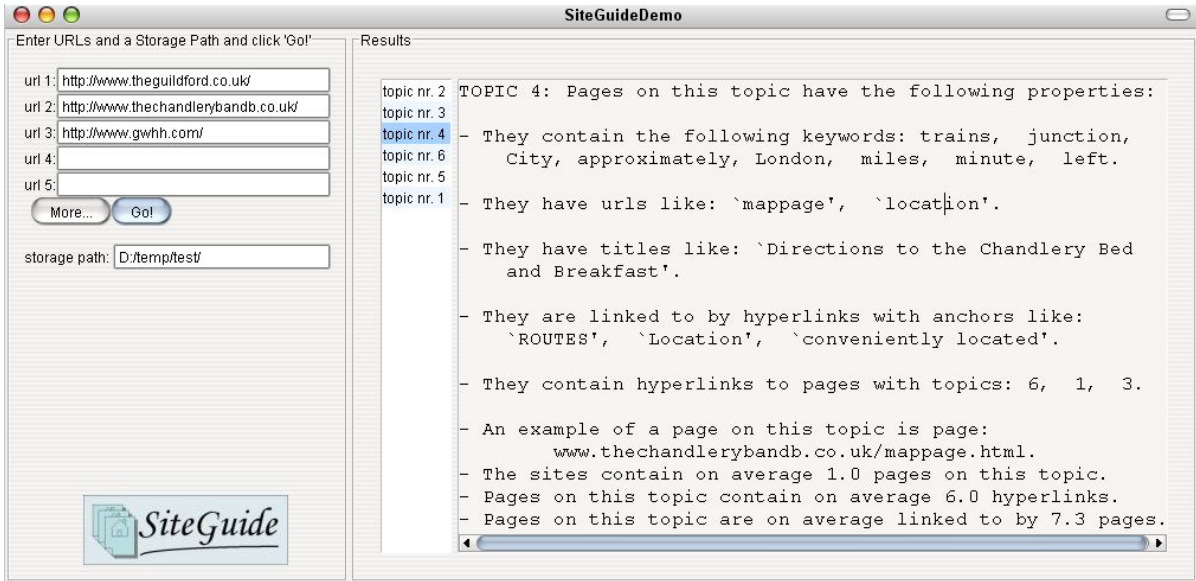 SiteGuideDemo
Enter URLs and a Storage Path and click 'Go!'
url 1: http://www.theguildford.co.uk/
url 2: http://www.thechandlerybandb.co.uk/
url 3: http://www.gwhh.com/
url 4:
url 5:
More... Go!
storage path: D:/temp/test/
SiteGuide
Results
topic nr. 2
topic nr. 3
topic nr. 4
topic nr. 6
topic nr. 5
topic nr. 1
TOPIC 4: Pages on this topic have the following properties:
- They contain the following keywords: trains, junction,
City, approximately, London, miles, minute, left.
- They have urls like: `mappage', `location'.
- They have titles like: `Directions to the Chandlery Bed
and Breakfast'.
- They are linked to by hyperlinks with anchors like:
`ROUTES', `Location', `conveniently located'.
- They contain hyperlinks to pages with topics: 6, 1, 3.
- An example of a page on this topic is page:
www.thechandlerybandb.co.uk/mappage.html.
- The sites contain on average 1.0 pages on this topic.
- Pages on this topic contain on average 6.0 hyperlinks.
- Pages on this topic are on average linked to by 7.3 pages.